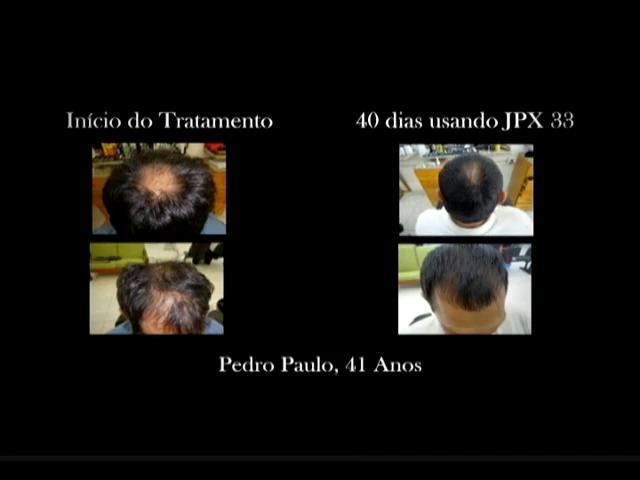 Início do Tratamento
40 dias usando JPX 33
Pedro Paulo, 41 Anos